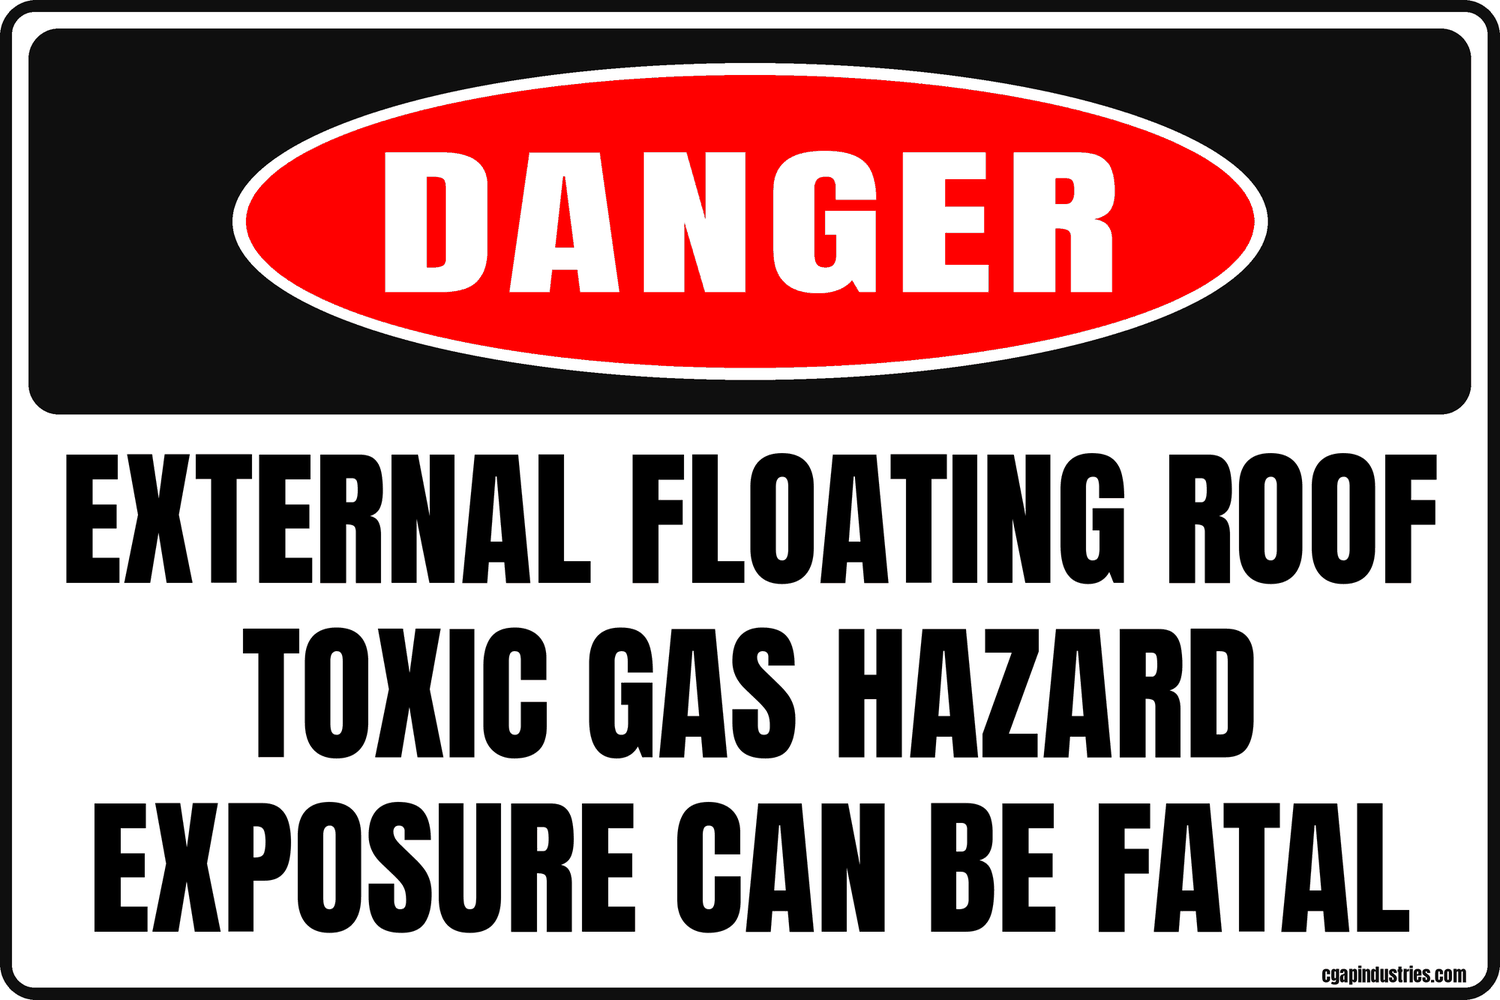 DANGER
EXTERNAL FLOATING ROOF
TOXIC GAS HAZARD
EXPOSURE CAN BE FATAL
cgapindustries.com